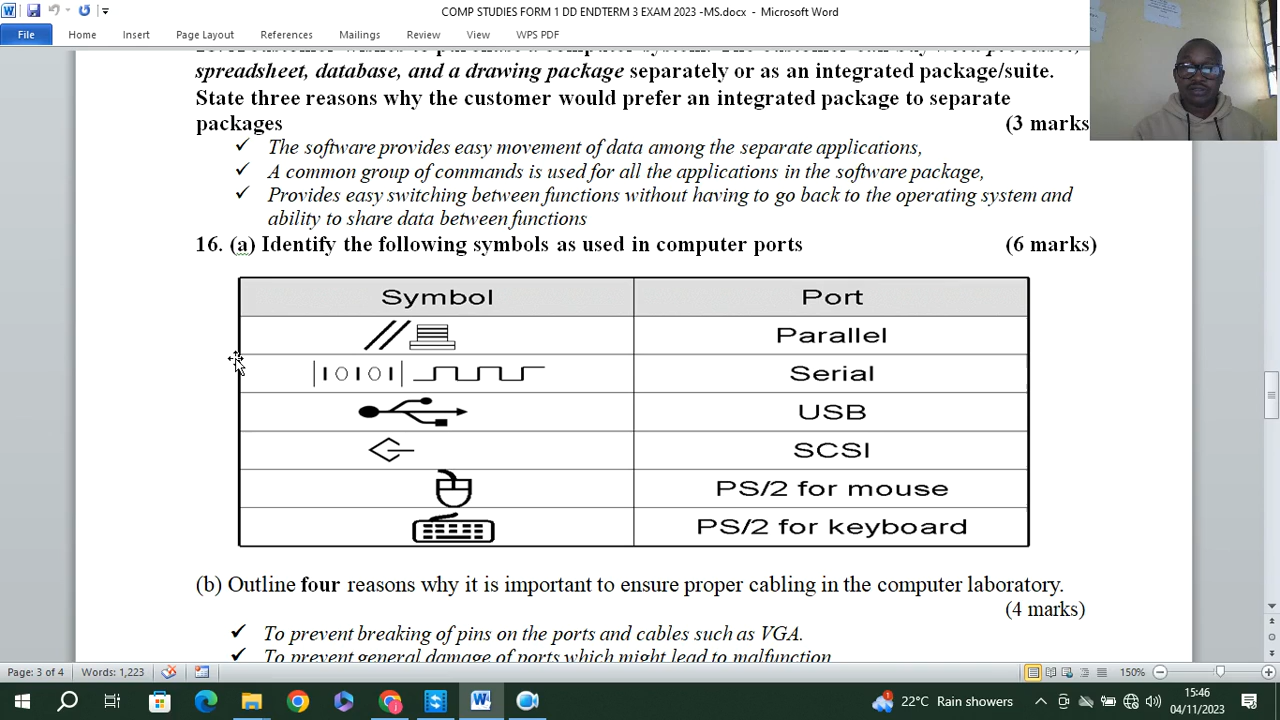 COMP STUDIES FORM 1 DD ENDTERM 3 EXAM 2023 -MS.docx - Microsoft Word
File Home Insert Page Layout References Mailings Review View WPS PDF
spreadsheet, database, and a drawing package separately or as an integrated package/suite.
State three reasons why the customer would prefer an integrated package to separate
packages (3 marks
✓ The software provides easy movement of data among the separate applications,
✓ A common group of commands is used for all the applications in the software package,
✓ Provides easy switching between functions without having to go back to the operating system and
ability to share data between functions
16. (a) Identify the following symbols as used in computer ports (6 marks)
Symbol Port
Parallel
|10101| Serial
USB
SCSI
PS/2 for mouse
PS/2 for keyboard
(b) Outline four reasons why it is important to ensure proper cabling in the computer laboratory.
(4 marks)
✓ To prevent breaking of pins on the ports and cables such as VGA.
✓ To prevent general damage of ports which might lead to malfunction
Page: 3 of 4 Words: 1,223 150%
22°C Rain showers 15:46
04/11/2023